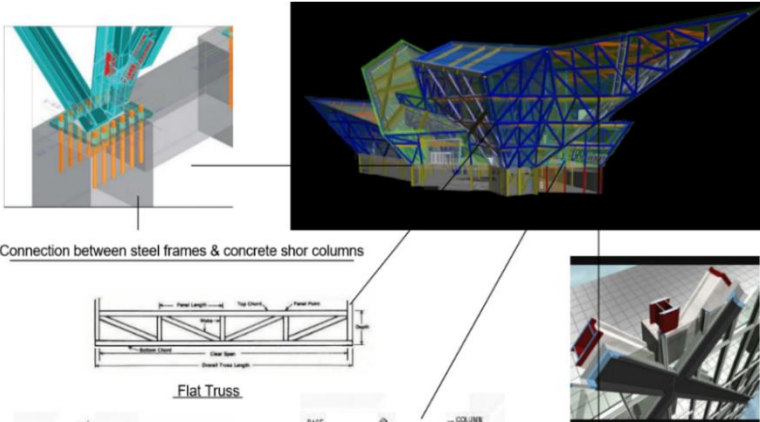 Connection between steel frames & concrete shor columns
Panel Length
Top Chord
Panel Point
Depth
Bottom Chord
Clear Span
Overall Truss Length
Flat Truss
COLUMN